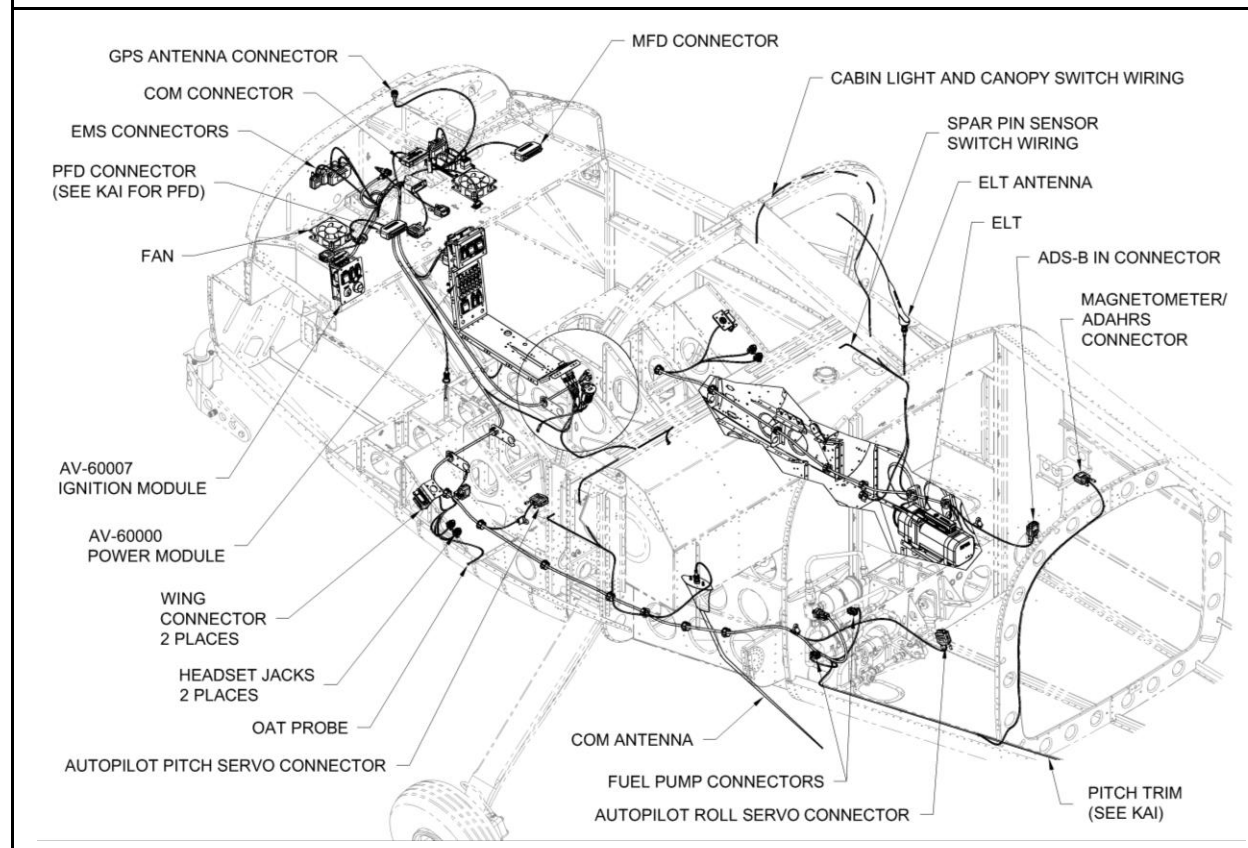 GPS ANTENNA CONNECTOR
COM CONNECTOR
EMS CONNECTORS
PFD CONNECTOR
(SEE KAI FOR PFD)
FAN
MFD CONNECTOR
CABIN LIGHT AND CANOPY SWITCH WIRING
SPAR PIN SENSOR
SWITCH WIRING
ELT ANTENNA
ELT
ADS-B IN CONNECTOR
MAGNETOMETER/
ADAHRS
CONNECTOR
AV-60007
IGNITION MODULE
AV-60000
POWER MODULE
WING
CONNECTOR
2 PLACES
HEADSET JACKS
2 PLACES
OAT PROBE
AUTOPILOT PITCH SERVO CONNECTOR
COM ANTENNA
FUEL PUMP CONNECTORS
AUTOPILOT ROLL SERVO CONNECTOR
PITCH TRIM
(SEE KAI)